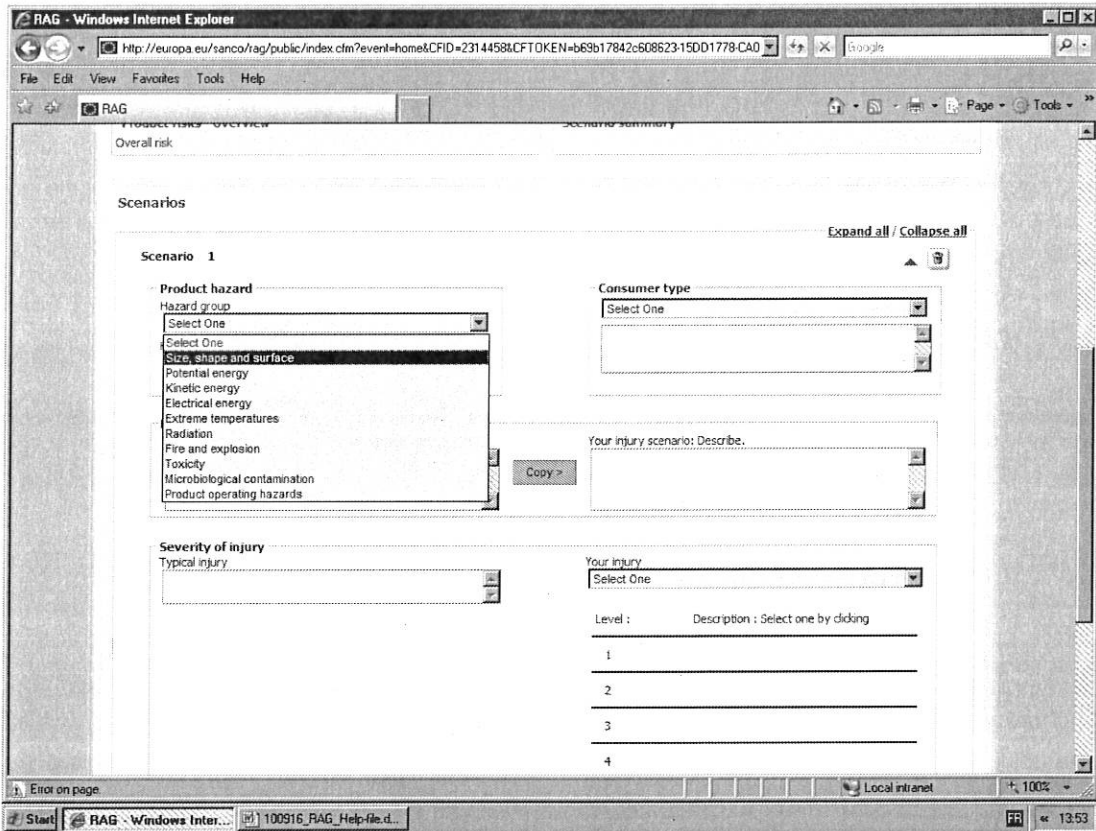 RAG - Windows Internet Explorer
http://europa.eu/sanco/rag/public/index.cfm?event=home&CFID=2314458&CFTOKEN=b69b17842c608623-15DD1778-CA0
Google
File Edit View Favorites Tools Help
RAG
Page Tools
Product risks - Overview
Scenario summary
Overall risk
Scenarios
Expand all / Collapse all
Scenario 1
Product hazard
Consumer type
Hazard group
Select One
Select One
Select One
Size, shape and surface
Potential energy
Kinetic energy
Electrical energy
Extreme temperatures
Radiation
Fire and explosion
Toxicity
Microbiological contamination
Product operating hazards
Copy >
Your injury scenario: Describe.
Severity of injury
Typical injury
Your injury
Select One
Level : Description : Select one by clicking
1
2
3
4
Error on page.
Local intranet
100%
Start
RAG - Windows Inter...
100916_RAG_Help-file.d...
FR
« 13:53